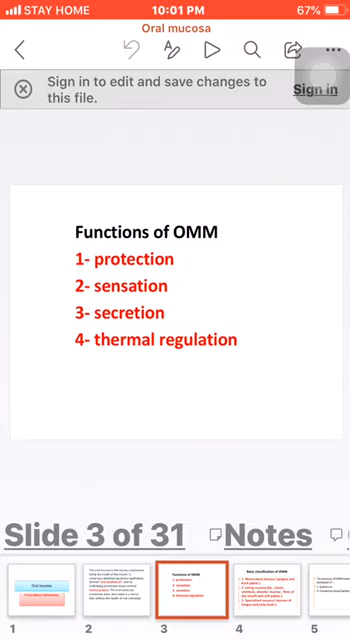 STAY HOME 10:01 PM 67%
Oral mucosa
Sign in to edit and save changes to
this file.
Sign in
Functions of OMM
1- protection
2- sensation
3- secretion
4- thermal regulation
Slide 3 of 31 Notes
Oral mucosa
Functions of OMM
1- protection
2- sensation
3- secretion
4- thermal regulation
Basic classification of OMM
1 2 3 4 5